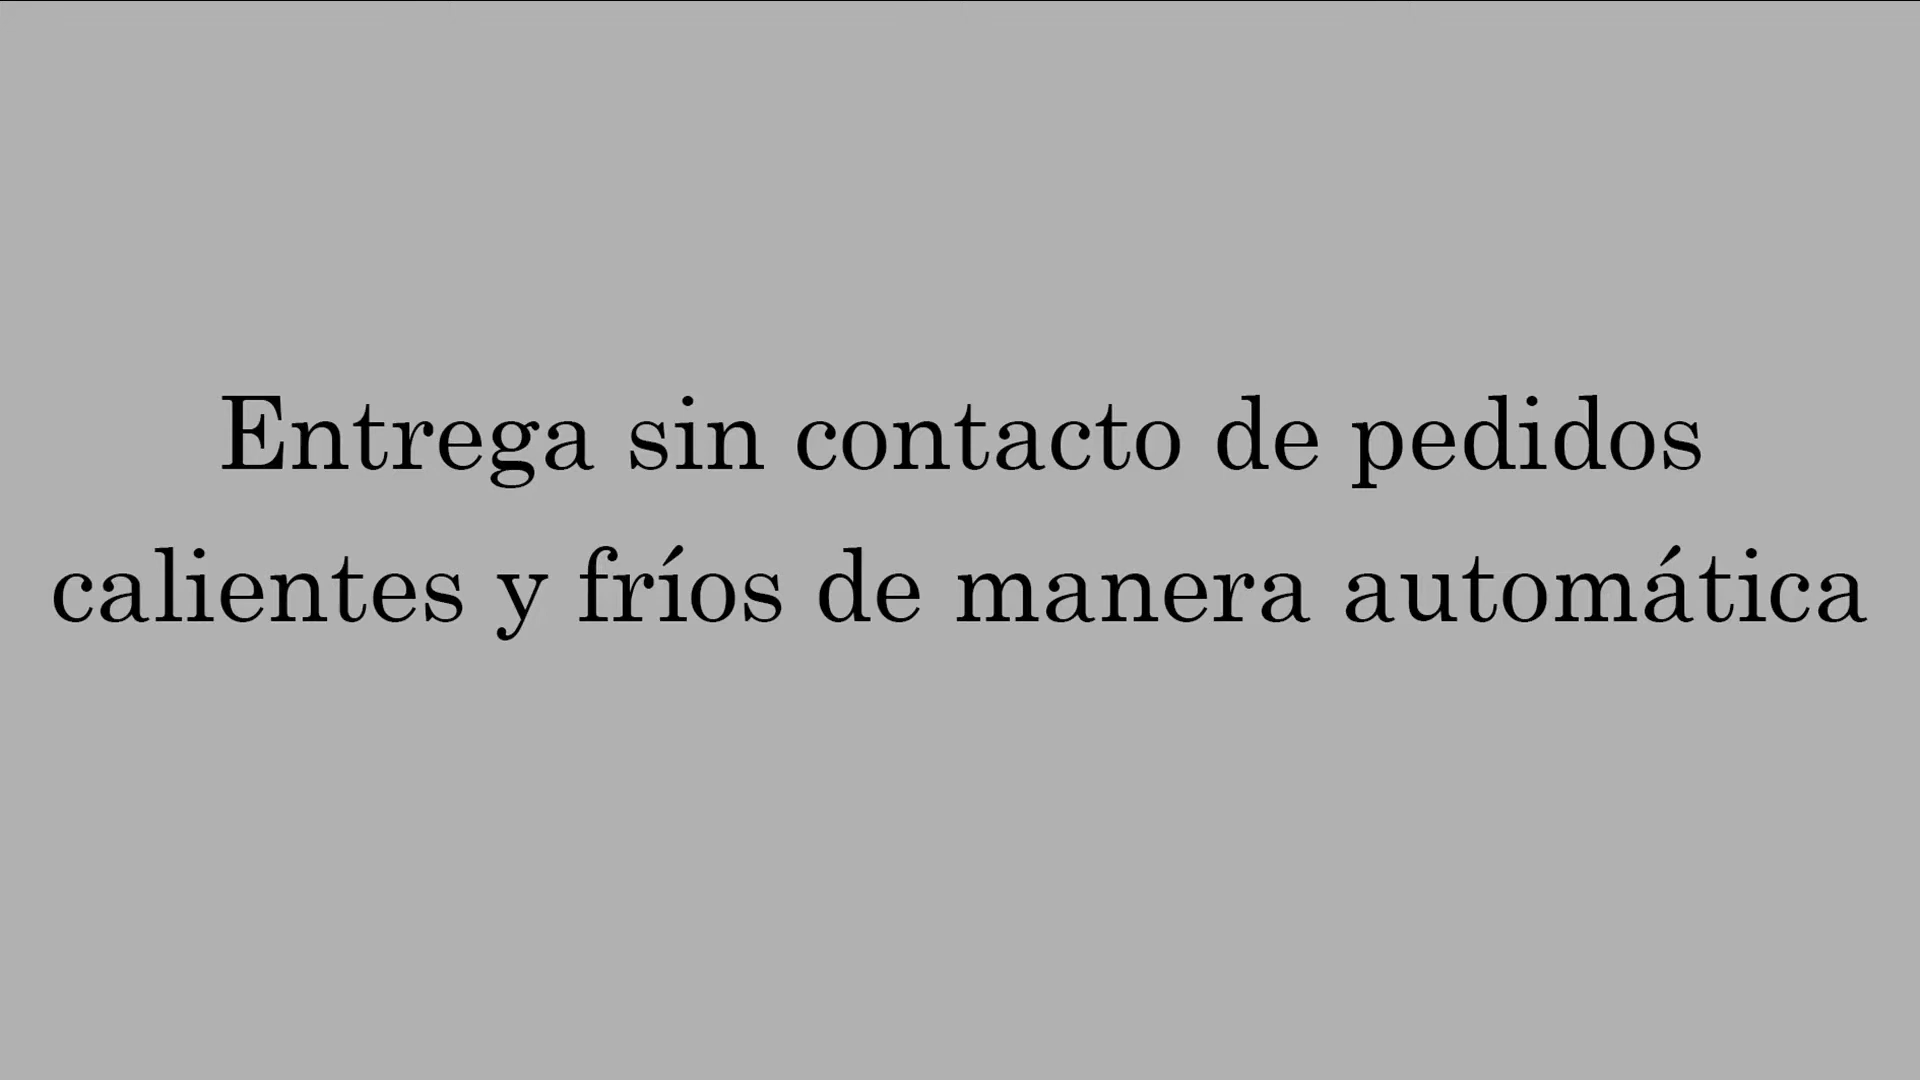 Entrega sin contacto de pedidos
calientes y fríos de manera automática